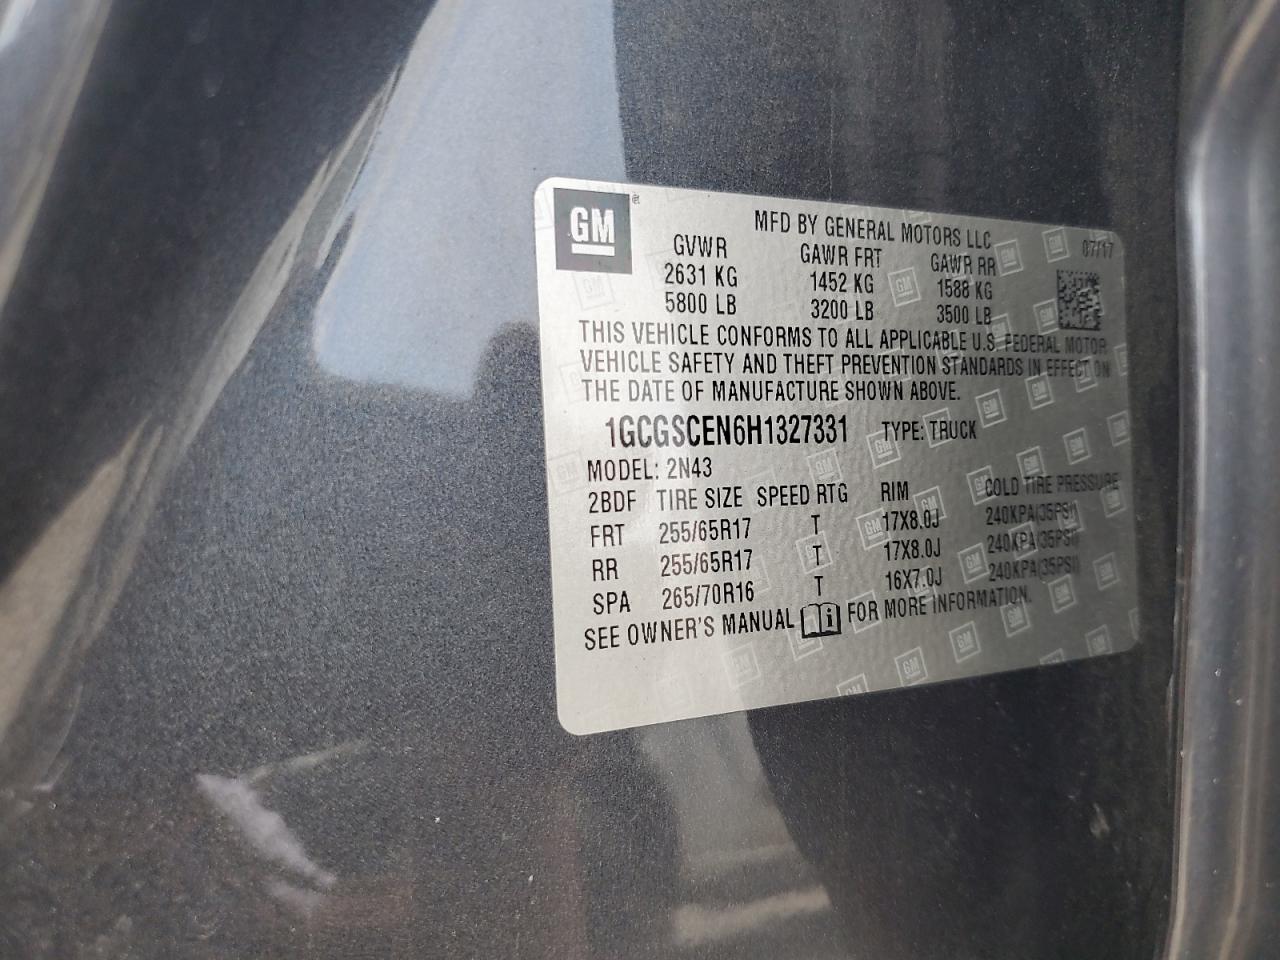 GM
MFD BY GENERAL MOTORS LLC 07/17
GVWR GAWR FRT GAWR RR
2631 KG 1452 KG 1588 KG
5800 LB 3200 LB 3500 LB
THIS VEHICLE CONFORMS TO ALL APPLICABLE U.S. FEDERAL MOTOR
VEHICLE SAFETY AND THEFT PREVENTION STANDARDS IN EFFECT ON
THE DATE OF MANUFACTURE SHOWN ABOVE.
1GCGSCEN6H1327331 TYPE: TRUCK
MODEL: 2N43
2BDF TIRE SIZE SPEED RTG RIM COLD TIRE PRESSURE
FRT 255/65R17 T 17X8.0J 240KPA(35PSI)
RR 255/65R17 T 17X8.0J 240KPA(35PSI)
SPA 265/70R16 T 16X7.0J 240KPA(35PSI)
SEE OWNER'S MANUAL i FOR MORE INFORMATION.